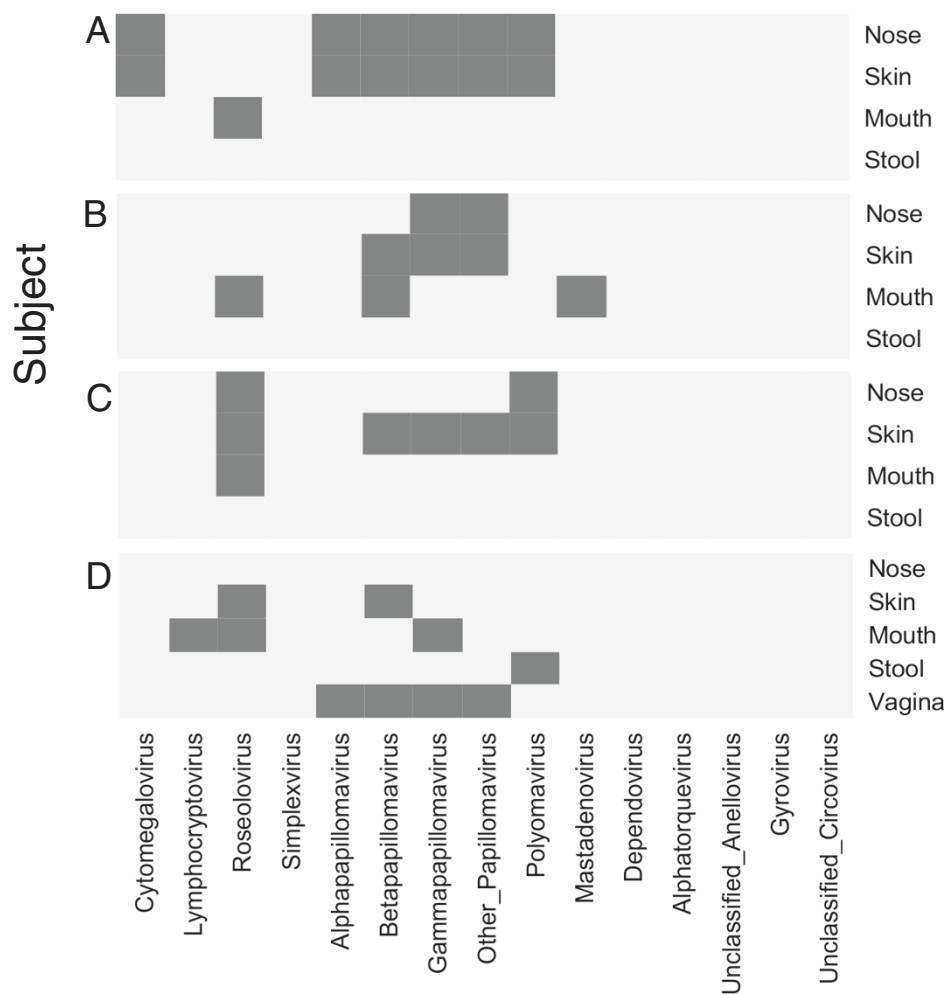 Subject
A
Nose
Skin
Mouth
Stool
B
Nose
Skin
Mouth
Stool
C
Nose
Skin
Mouth
Stool
D
Nose
Skin
Mouth
Stool
Vagina
Cytomegalovirus
Lymphocryptovirus
Roseolovirus
Simplexvirus
Alphapapillomavirus
Betapapillomavirus
Gammapapillomavirus
Other_Papillomavirus
Polyomavirus
Mastadenovirus
Dependovirus
Alphatorquevirus
Unclassified_Anellovirus
Gyrovirus
Unclassified_Circovirus